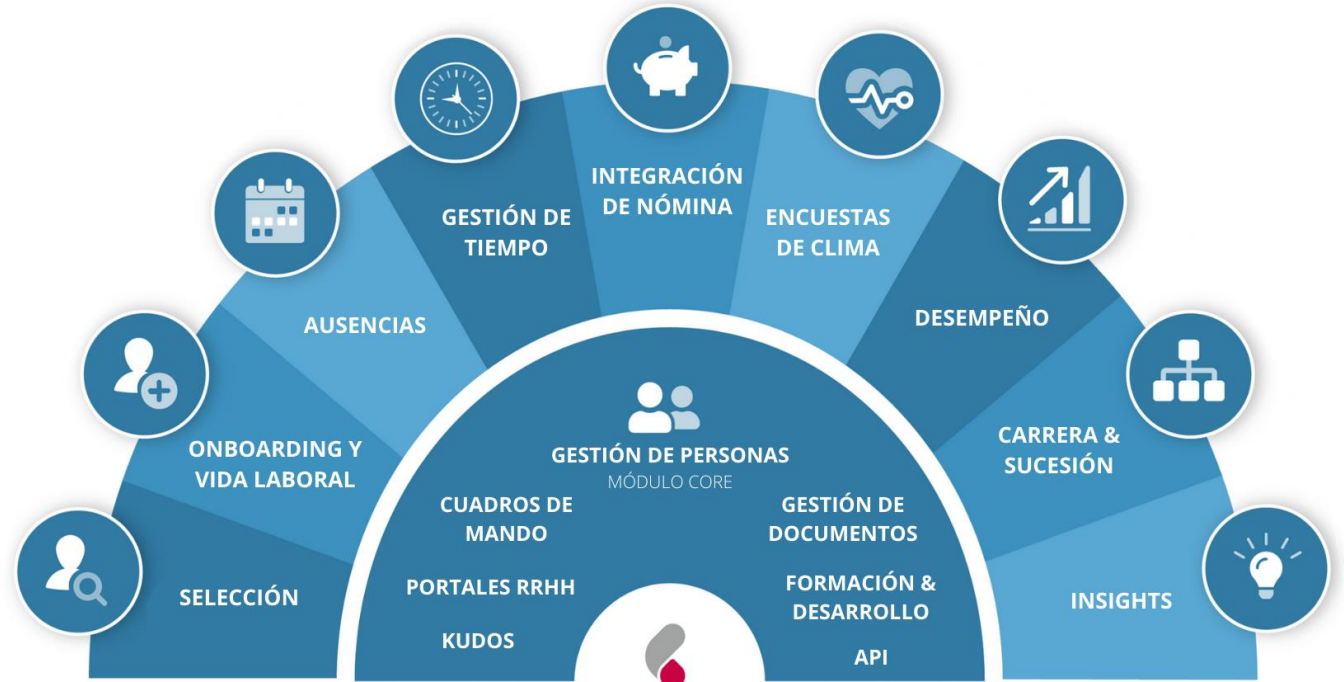 SELECCIÓN
ONBOARDING Y
VIDA LABORAL
AUSENCIAS
GESTIÓN DE
TIEMPO
INTEGRACIÓN
DE NÓMINA
ENCUESTAS
DE CLIMA
DESEMPEÑO
CARRERA &
SUCESIÓN
INSIGHTS
GESTIÓN DE PERSONAS
MÓDULO CORE
CUADROS DE
MANDO
PORTALES RRHH
KUDOS
GESTIÓN DE
DOCUMENTOS
FORMACIÓN &
DESARROLLO
API